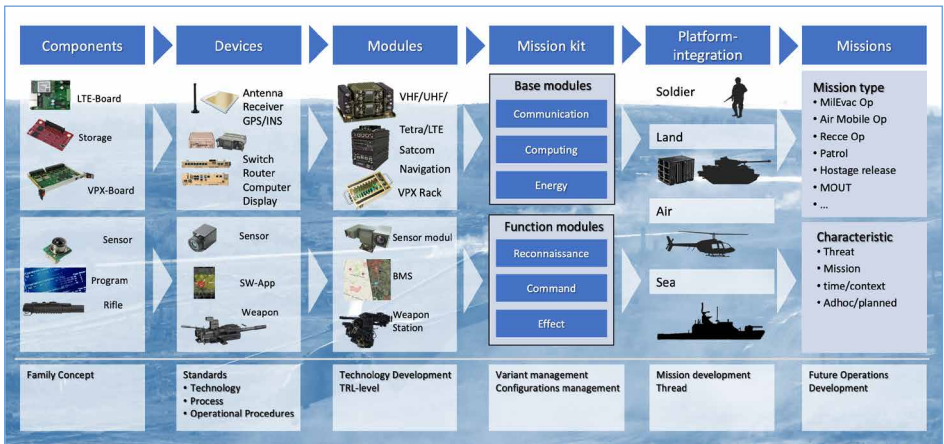 Components
Devices
Modules
Mission kit
Platform-
integration
Missions
LTE-Board
Storage
VPX-Board
Sensor
Program
Rifle
Family Concept
Antenna
Receiver
GPS/INS
Switch
Router
Computer
Display
Sensor
SW-App
Weapon
Standards
• Technology
• Process
• Operational Procedures
VHF/UHF/
Tetra/LTE
Satcom
Navigation
VPX Rack
Sensor modul
BMS
Weapon
Station
Technology Development
TRL-level
Base modules
Communication
Computing
Energy
Function modules
Reconnaissance
Command
Effect
Variant management
Configurations management
Soldier
Land
Air
Sea
Mission development
Thread
Mission type
• MilEvac Op
• Air Mobile Op
• Recce Op
• Patrol
• Hostage release
• MOUT
• ...
Characteristic
• Threat
• Mission
• time/context
• Adhoc/planned
Future Operations
Development